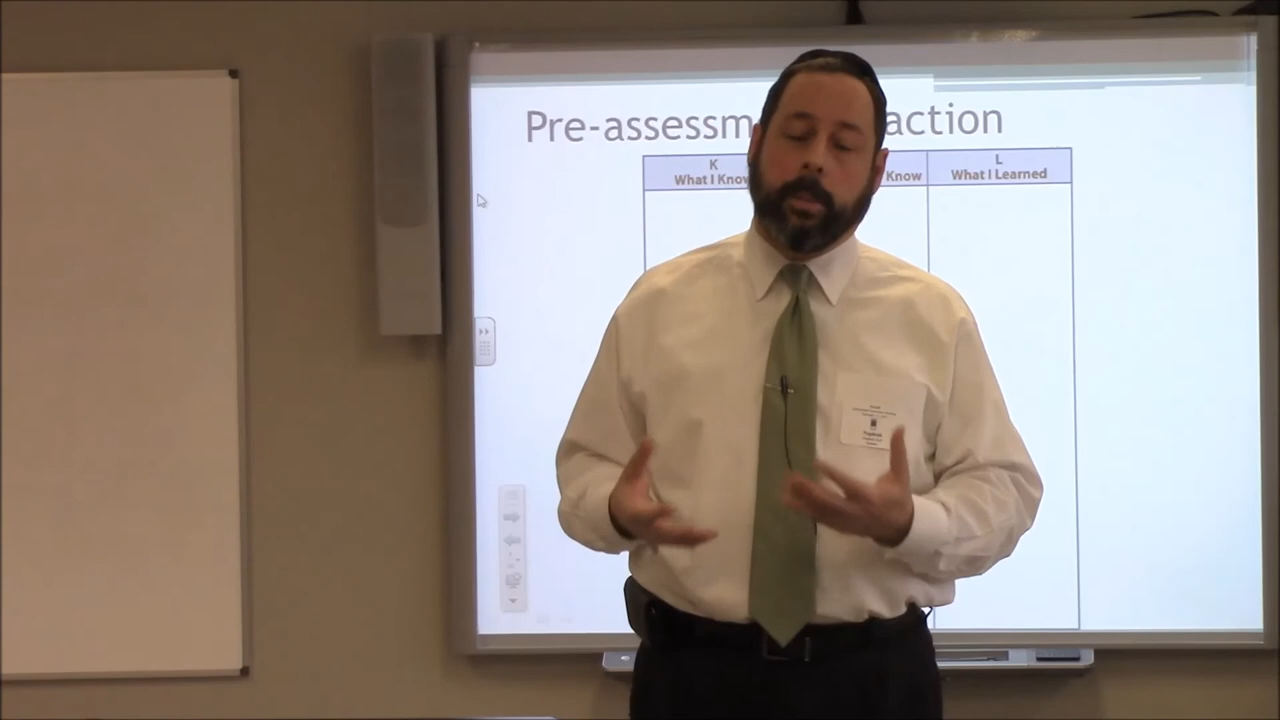 Pre-assessm action
K
What I Know
Know
L
What I Learned